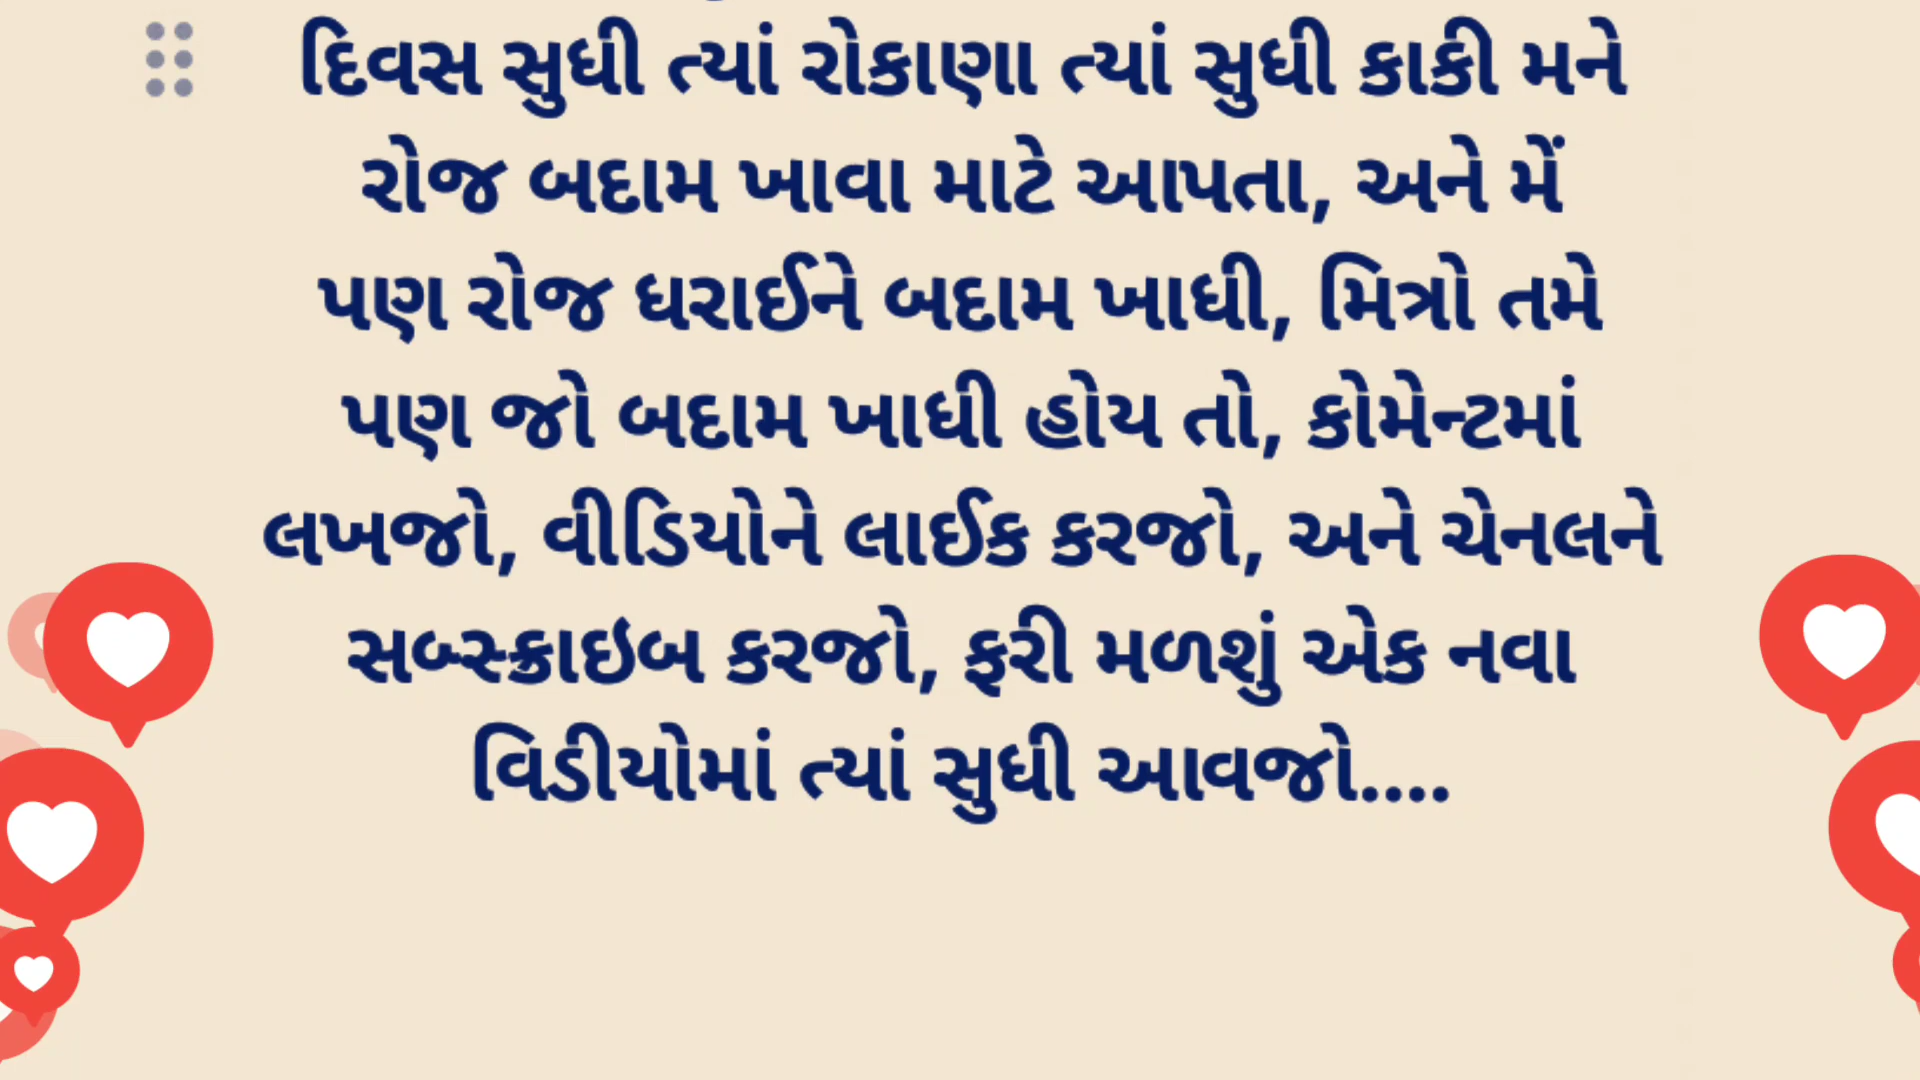 દિવસ સુધી ત્યાં રોકાણા ત્યાં સુધી કાકી મને
રોજ બદામ ખાવા માટે આપતા, અને મેં
પણ રોજ ધરાઈને બદામ ખાધી, મિત્રો તમે
પણ જો બદામ ખાધી હોય તો, કોમેન્ટમાં
લખજો, વીડિયોને લાઈક કરજો, અને ચેનલને
સબ્સ્ક્રાઇબ કરજો, ફરી મળશું એક નવા
વિડીયોમાં ત્યાં સુધી આવજો....